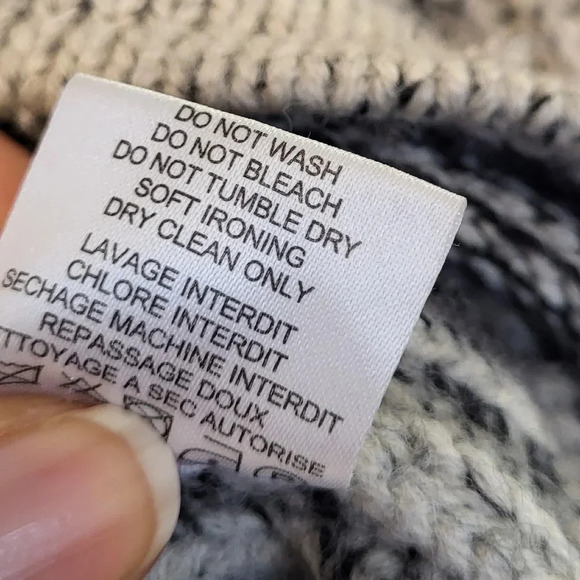 DO NOT WASH
DO NOT BLEACH
DO NOT TUMBLE DRY
SOFT IRONING
DRY CLEAN ONLY
LAVAGE INTERDIT
CHLORE INTERDIT
SECHAGE MACHINE INTERDIT
REPASSAGE DOUX
A SEC AUTORISE